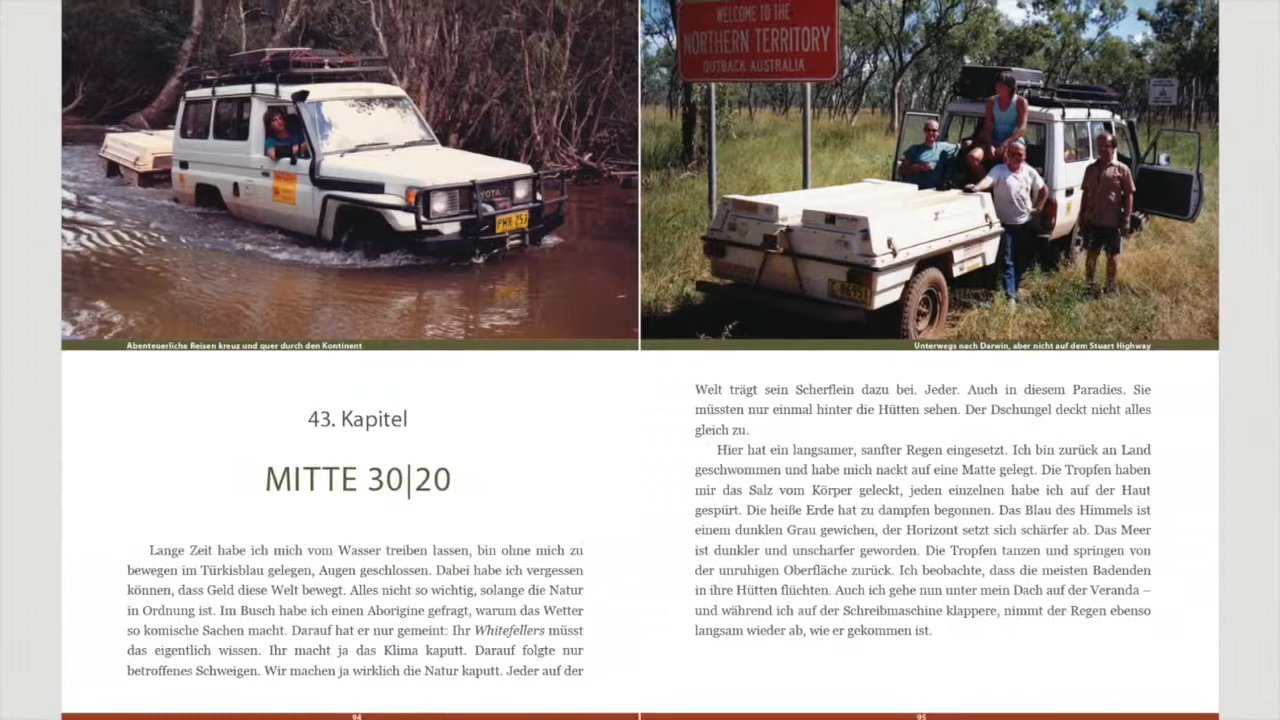 TOYOTA
PMR 253
WELCOME TO THE
NORTHERN TERRITORY
OUTBACK AUSTRALIA
Abenteuerliche Reisen kreuz und quer durch den Kontinent
Unterwegs nach Darwin, aber nicht auf dem Stuart Highway
43. Kapitel
MITTE 30|20
Lange Zeit habe ich mich vom Wasser treiben lassen, bin ohne mich zu
bewegen im Türkisblau gelegen, Augen geschlossen. Dabei habe ich vergessen
können, dass Geld diese Welt bewegt. Alles nicht so wichtig, solange die Natur
in Ordnung ist. Im Busch habe ich einen Aborigine gefragt, warum das Wetter
so komische Sachen macht. Darauf hat er nur gemeint: Ihr Whitefellers müsst
das eigentlich wissen. Ihr macht ja das Klima kaputt. Darauf folgte nur
betroffenes Schweigen. Wir machen ja wirklich die Natur kaputt. Jeder auf der
94
Welt trägt sein Scherflein dazu bei. Jeder. Auch in diesem Paradies. Sie
müssten nur einmal hinter die Hütten sehen. Der Dschungel deckt nicht alles
gleich zu.
Hier hat ein langsamer, sanfter Regen eingesetzt. Ich bin zurück an Land
geschwommen und habe mich nackt auf eine Matte gelegt. Die Tropfen haben
mir das Salz vom Körper geleckt, jeden einzelnen habe ich auf der Haut
gespürt. Die heiße Erde hat zu dampfen begonnen. Das Blau des Himmels ist
einem dunklen Grau gewichen, der Horizont setzt sich schärfer ab. Das Meer
ist dunkler und unscharfer geworden. Die Tropfen tanzen und springen von
der unruhigen Oberfläche zurück. Ich beobachte, dass die meisten Badenden
in ihre Hütten flüchten. Auch ich gehe nun unter mein Dach auf der Veranda –
und während ich auf der Schreibmaschine klappere, nimmt der Regen ebenso
langsam wieder ab, wie er gekommen ist.
95